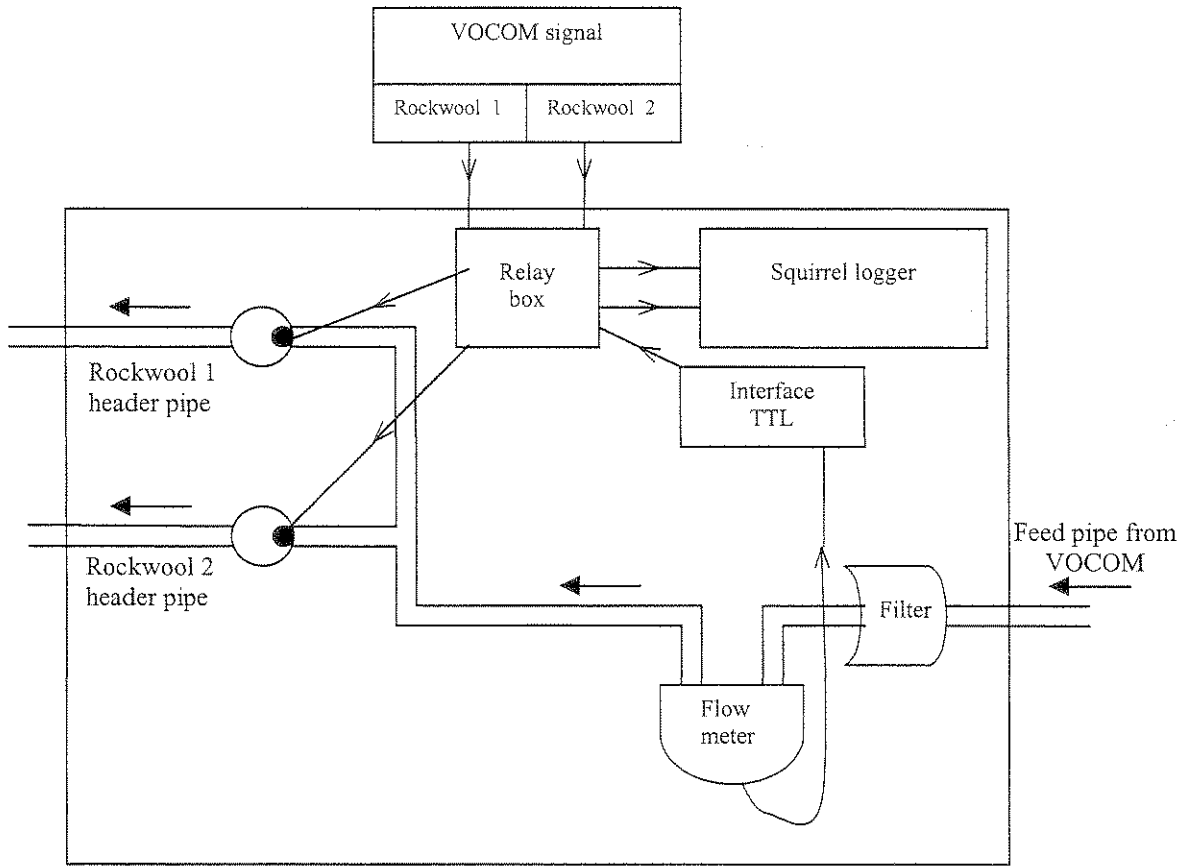 VOCOM signal
Rockwool 1
Rockwool 2
Relay
box
Squirrel logger
Rockwool 1
header pipe
Interface
TTL
Rockwool 2
header pipe
Feed pipe from
VOCOM
Filter
Flow
meter